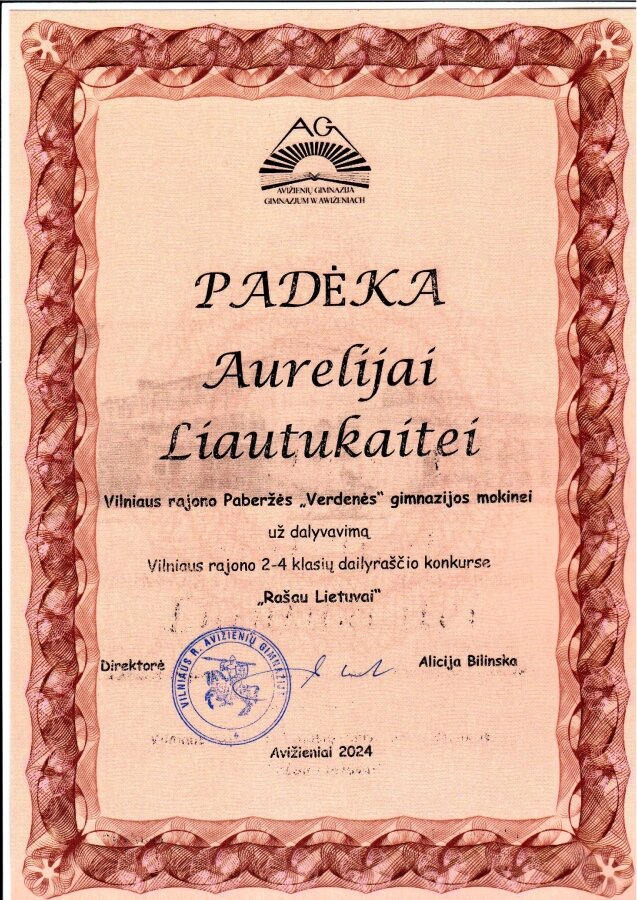 AG
AVIŽIENIŲ GIMNAZIJA
GIMNAZJUM W AWIŻENIACH
PADĖKA
Aurelijai
Liautukaitei
Vilniaus rajono Paberžės „Verdenės“ gimnazijos mokinei
už dalyvavimą
Vilniaus rajono 2-4 klasių dailyraščio konkurse
„Rašau Lietuvai“
Direktorė
VILNIAUS R. AVIŽIENIŲ GIMNAZIJA
Alicija Bilinska
Avižieniai 2024